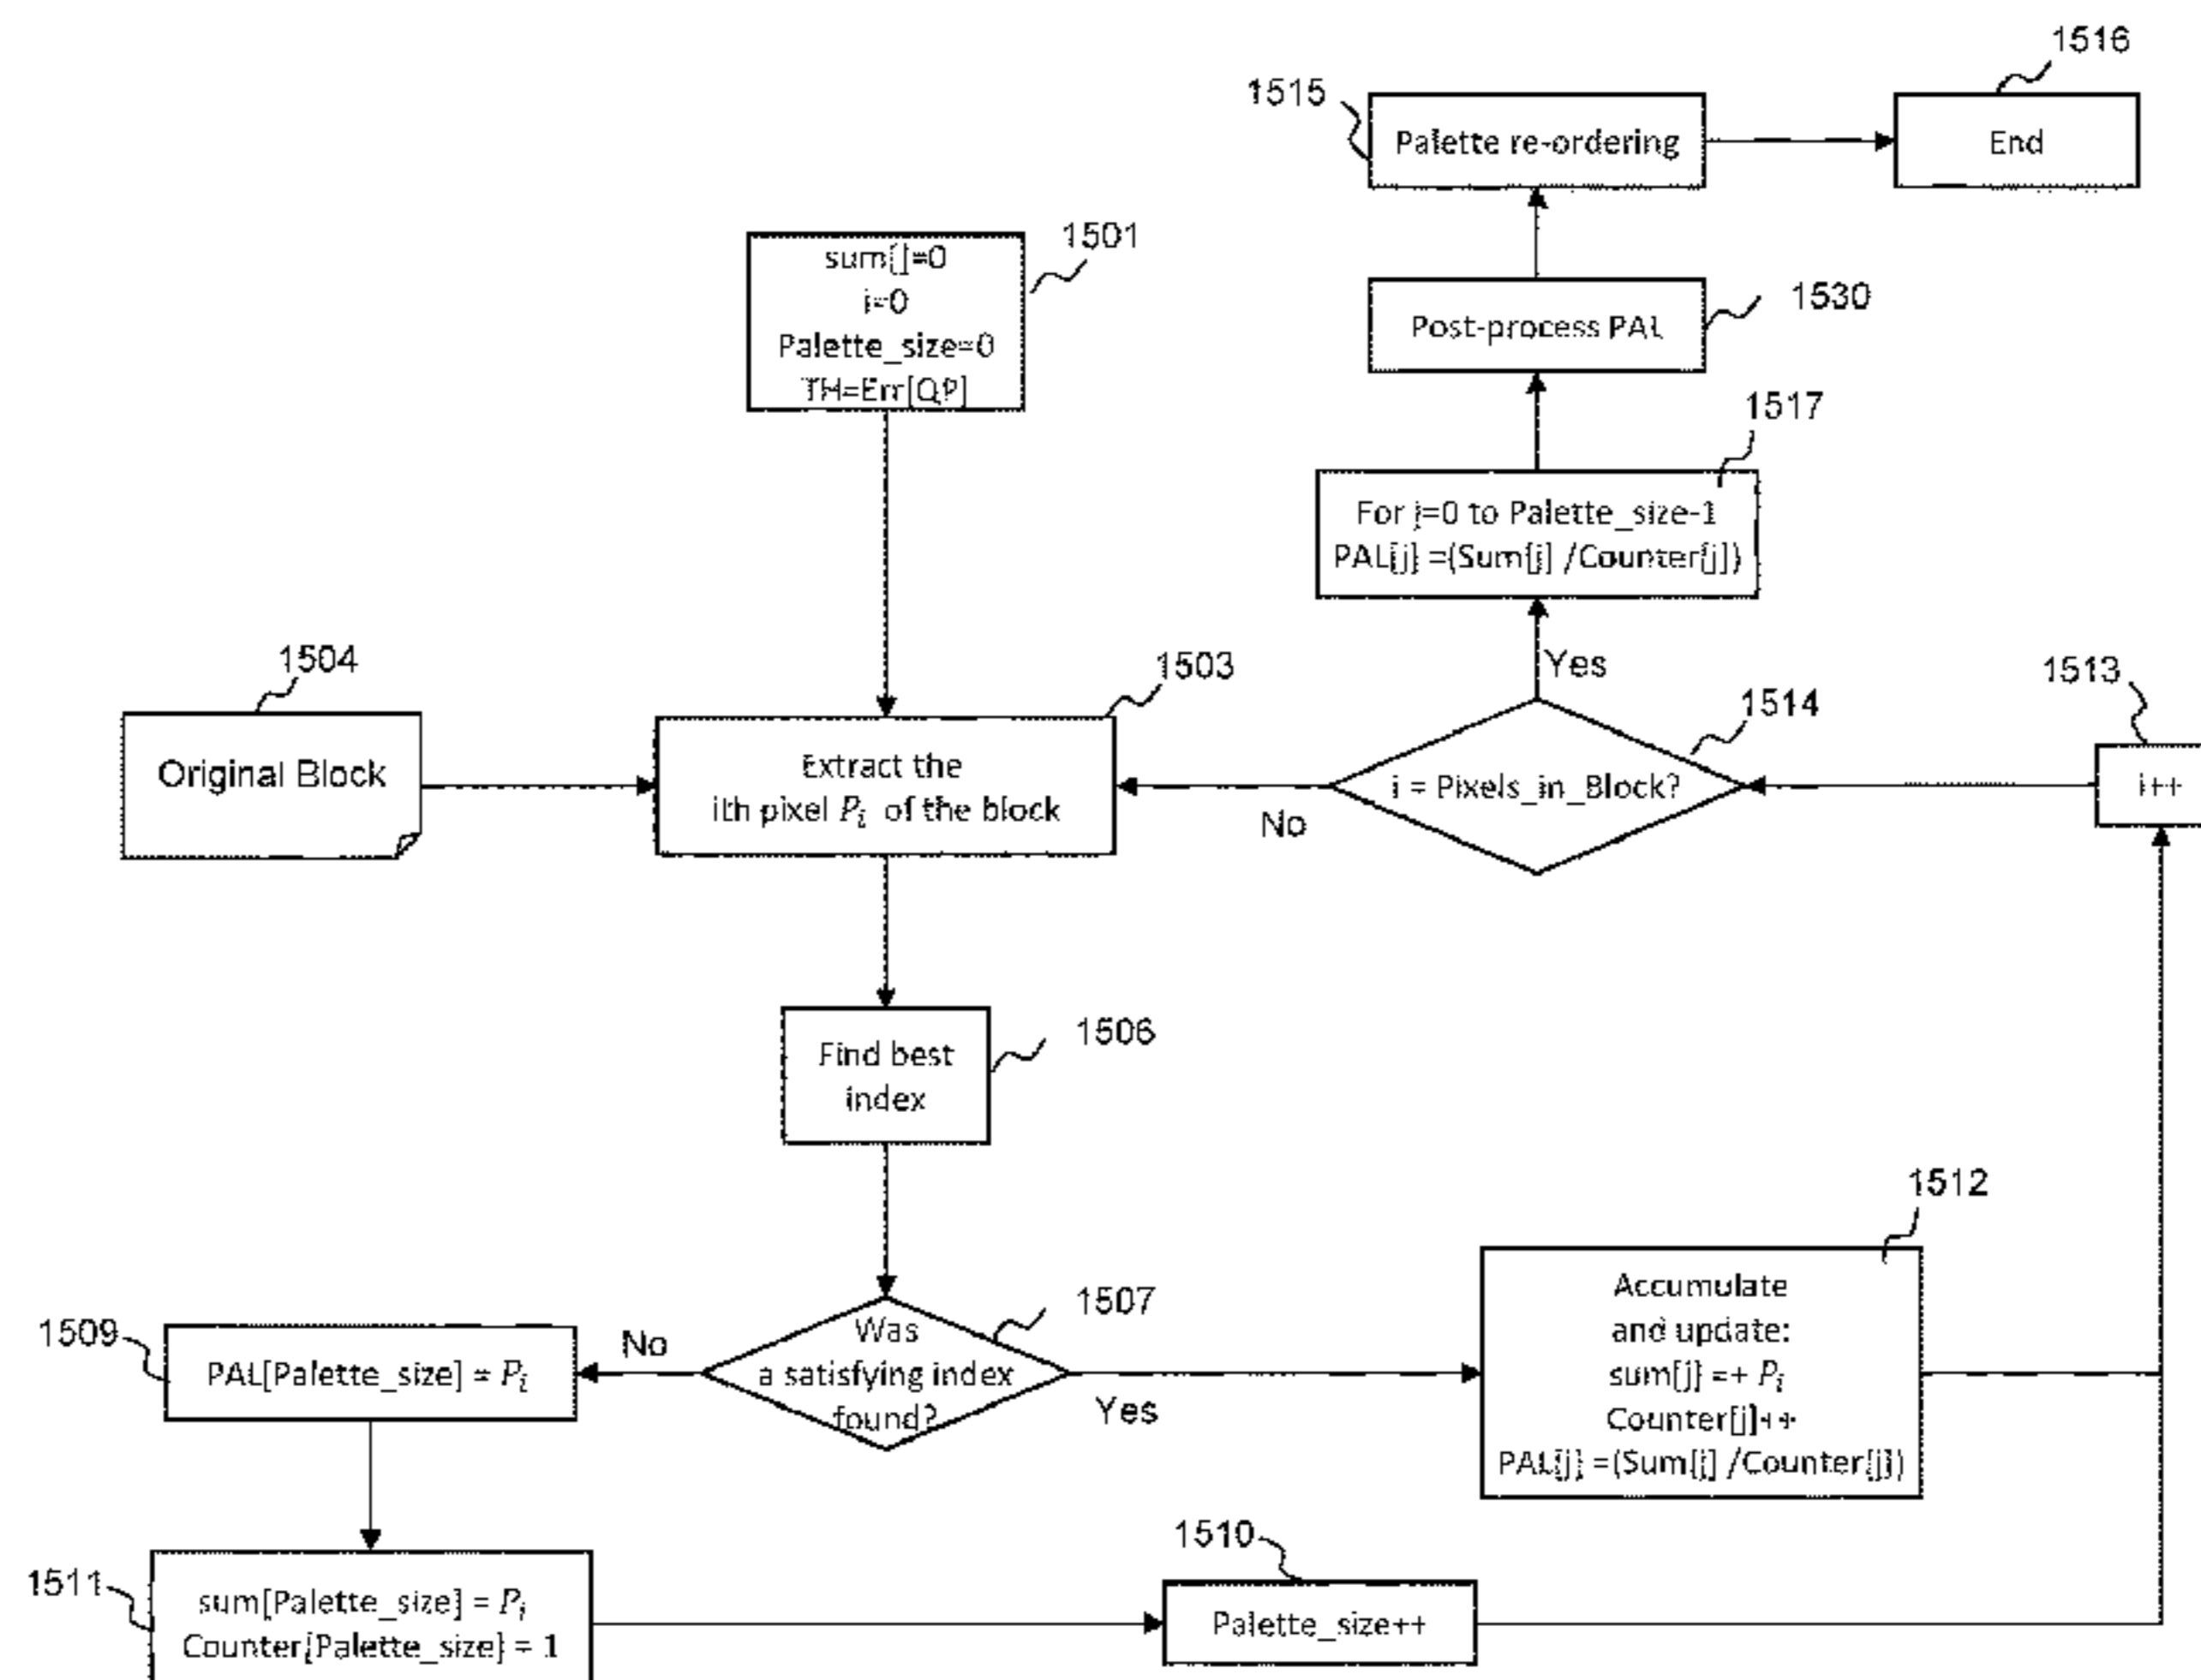 1516
1515
Palette re-ordering
End
1501
sum[]=0
i=0
Palette_size=0
TH=Err[QP]
1530
Post-process PAL
1517
For j=0 to Palette_size-1
PAL[j] =(Sum[j] /Counter[j])
1504
Original Block
1503
Extract the
ith pixel Pᵢ of the block
Yes
1514
i = Pixels_in_Block?
No
1513
i++
1506
Find best
index
1507
Was
a satisfying index
found?
No
Yes
1509
PAL[Palette_size] = Pᵢ
1512
Accumulate
and update:
sum[j] =+ Pᵢ
Counter[j]++
PAL[j] =(Sum[j] /Counter[j])
1511
sum[Palette_size] = Pᵢ
Counter[Palette_size] = 1
1510
Palette_size++